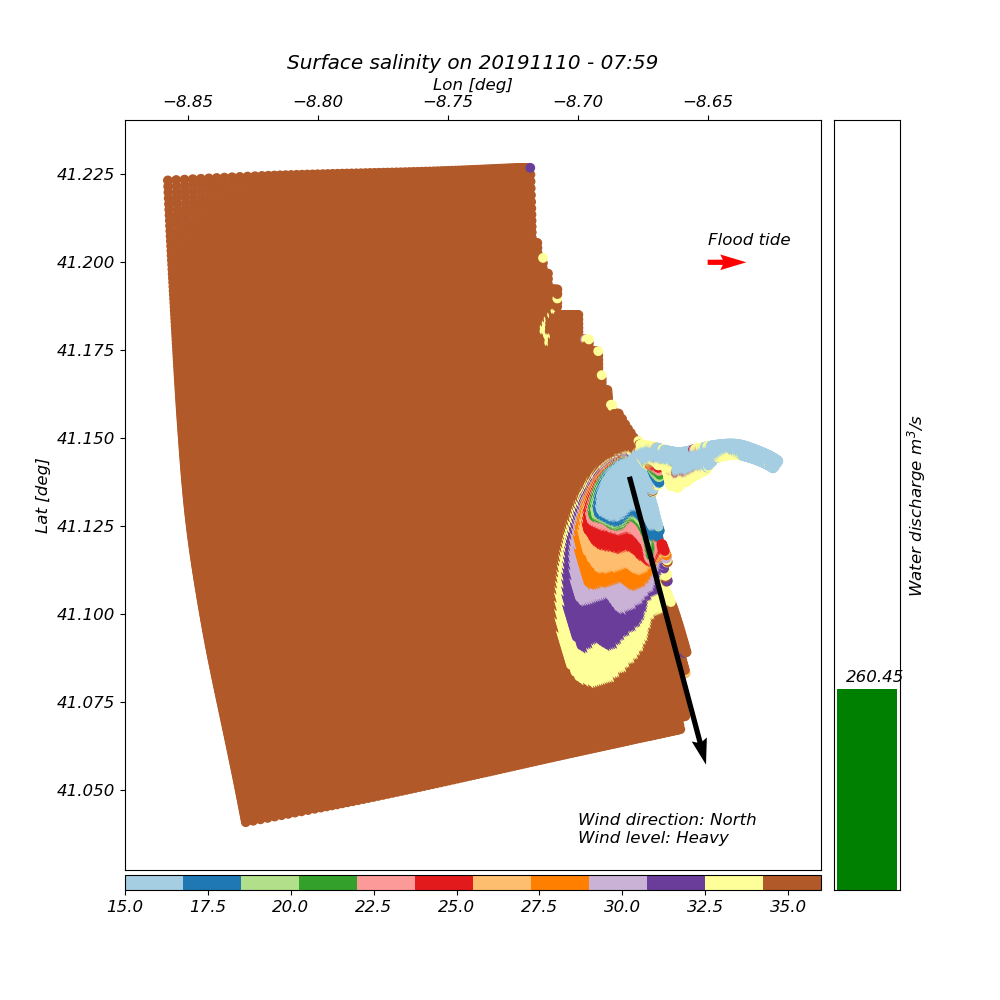 Surface salinity on 20191110 - 07:59
Lon [deg]
−8.85 −8.80 −8.75 −8.70 −8.65
41.225
41.200
41.175
41.150
41.125
41.100
41.075
41.050
Lat [deg]
Flood tide
Wind direction: North
Wind level: Heavy
260.45
Water discharge m³/s
15.0 17.5 20.0 22.5 25.0 27.5 30.0 32.5 35.0